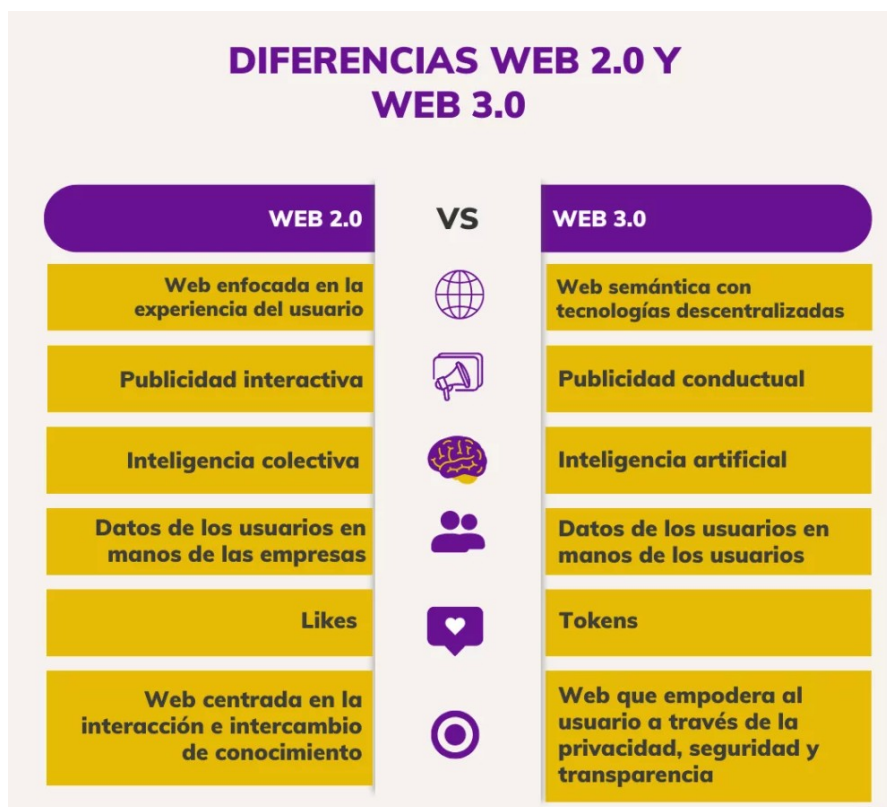 DIFERENCIAS WEB 2.0 Y
WEB 3.0
WEB 2.0
VS
WEB 3.0
Web enfocada en la
experiencia del usuario
Web semántica con
tecnologías descentralizadas
Publicidad interactiva
Publicidad conductual
Inteligencia colectiva
Inteligencia artificial
Datos de los usuarios en
manos de las empresas
Datos de los usuarios en
manos de los usuarios
Likes
Tokens
Web centrada en la
interacción e intercambio
de conocimiento
Web que empodera al
usuario a través de la
privacidad, seguridad y
transparencia